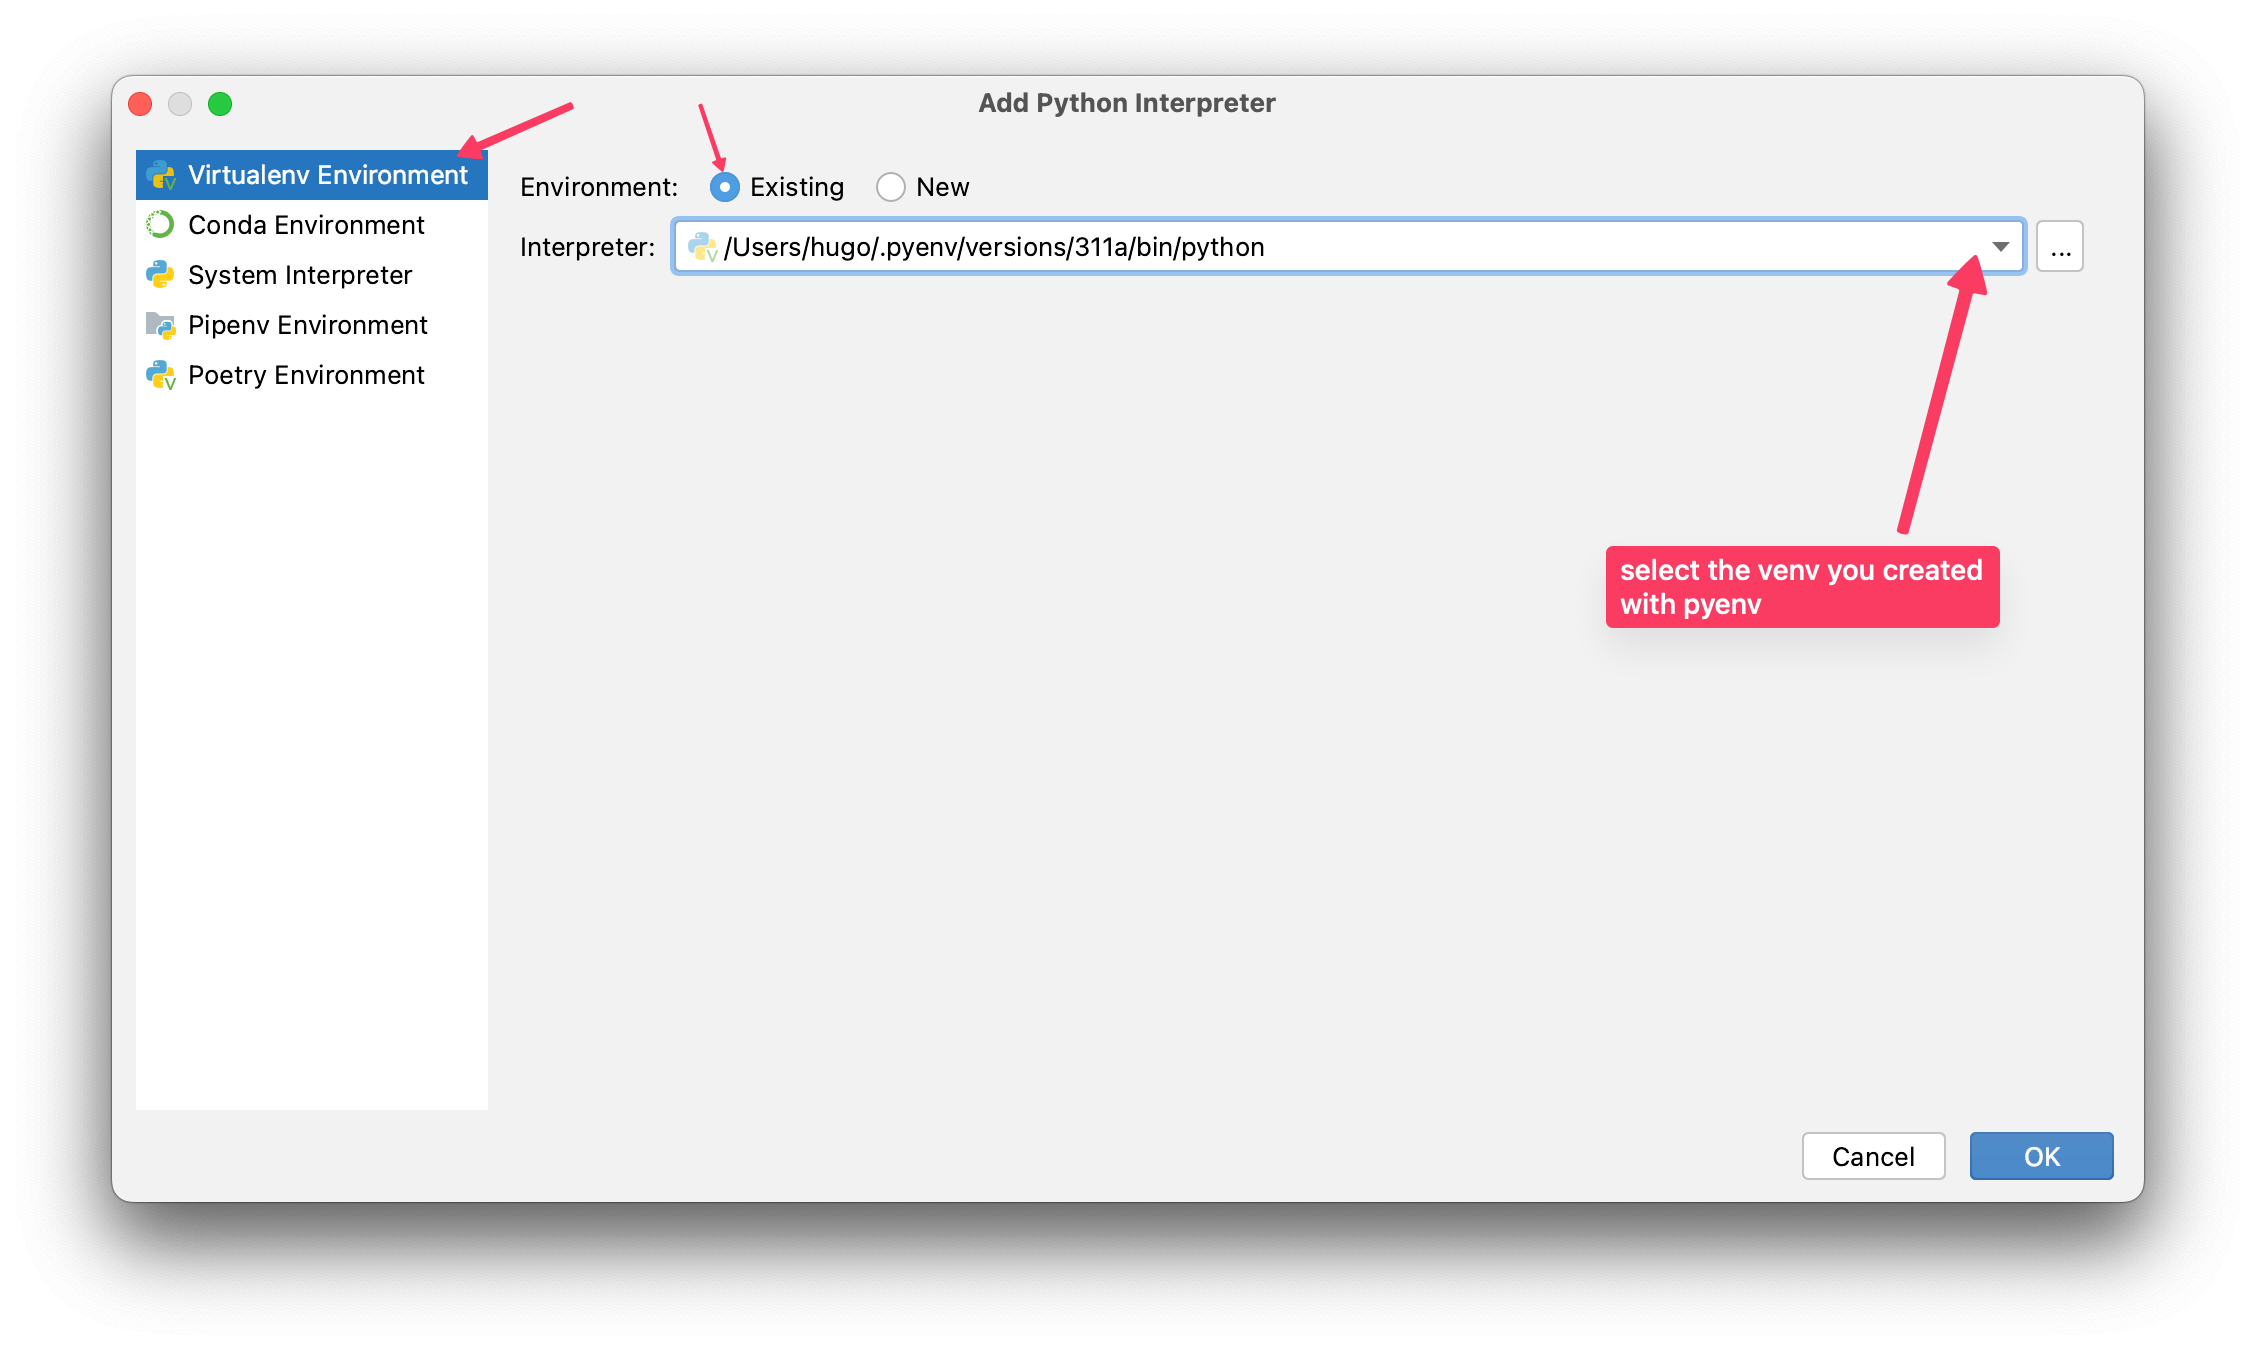 Add Python Interpreter
Virtualenv Environment
Conda Environment
System Interpreter
Pipenv Environment
Poetry Environment
Environment: Existing New
Interpreter: /Users/hugo/.pyenv/versions/311a/bin/python ...
select the venv you created
with pyenv
Cancel OK